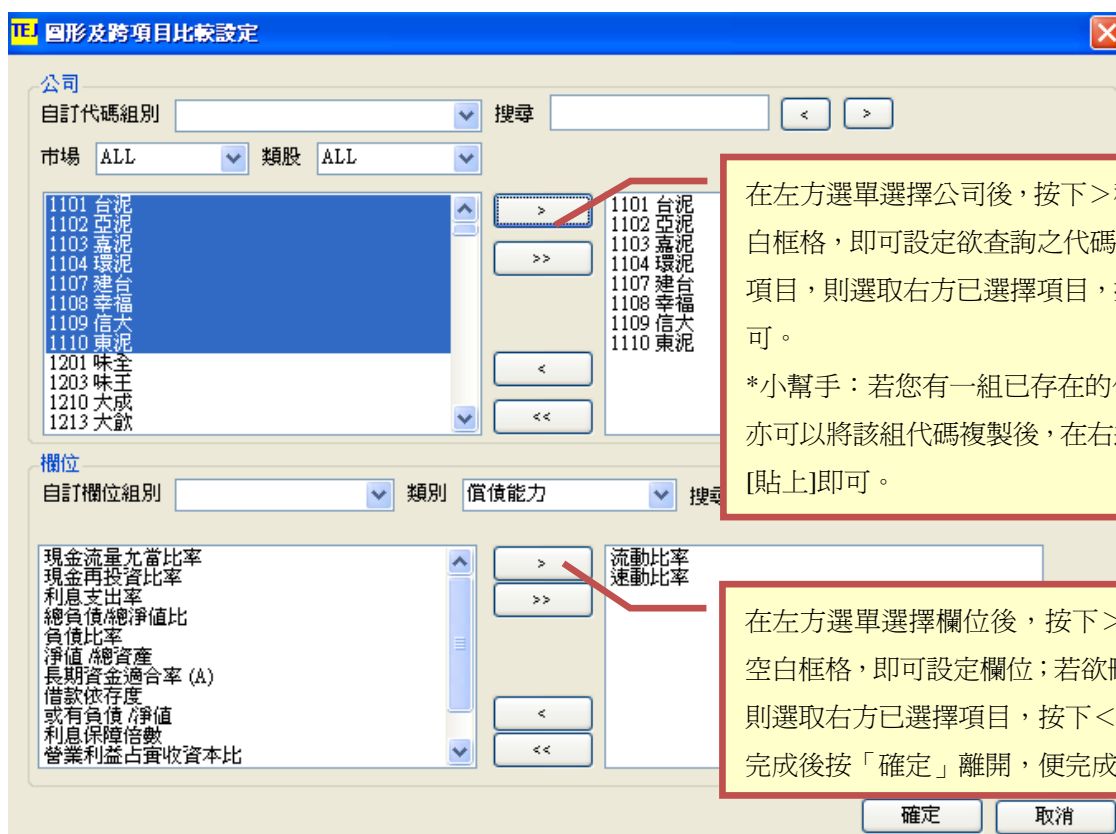 TEJ 圖形及跨項目比較設定
公司
自訂代碼組別 搜尋 < >
市場 ALL 類股 ALL
1101 台泥
1102 亞泥
1103 嘉泥
1104 環泥
1107 建台
1108 幸福
1109 信大
1110 東泥
1201 味全
1203 味王
1210 大成
1213 大飲
>
>>
<
<<
1101 台泥
1102 亞泥
1103 嘉泥
1104 環泥
1107 建台
1108 幸福
1109 信大
1110 東泥
在左方選單選擇公司後，按下＞
白框格，即可設定欲查詢之代碼
項目，則選取右方已選擇項目，
可。
*小幫手：若您有一組已存在的
亦可以將該組代碼複製後，在右
[貼上]即可。
欄位
自訂欄位組別 類別 償債能力 搜尋
現金流量允當比率
現金再投資比率
利息支出率
總負債/總淨值比
負債比率
淨值/總資產
長期資金適合率 (A)
借款依存度
或有負債/淨值
利息保障倍數
營業利益占實收資本比
>
>>
<
<<
流動比率
速動比率
在左方選單選擇欄位後，按下＞
空白框格，即可設定欄位；若欲
則選取右方已選擇項目，按下＜
完成後按「確定」離開，便完成
確定 取消